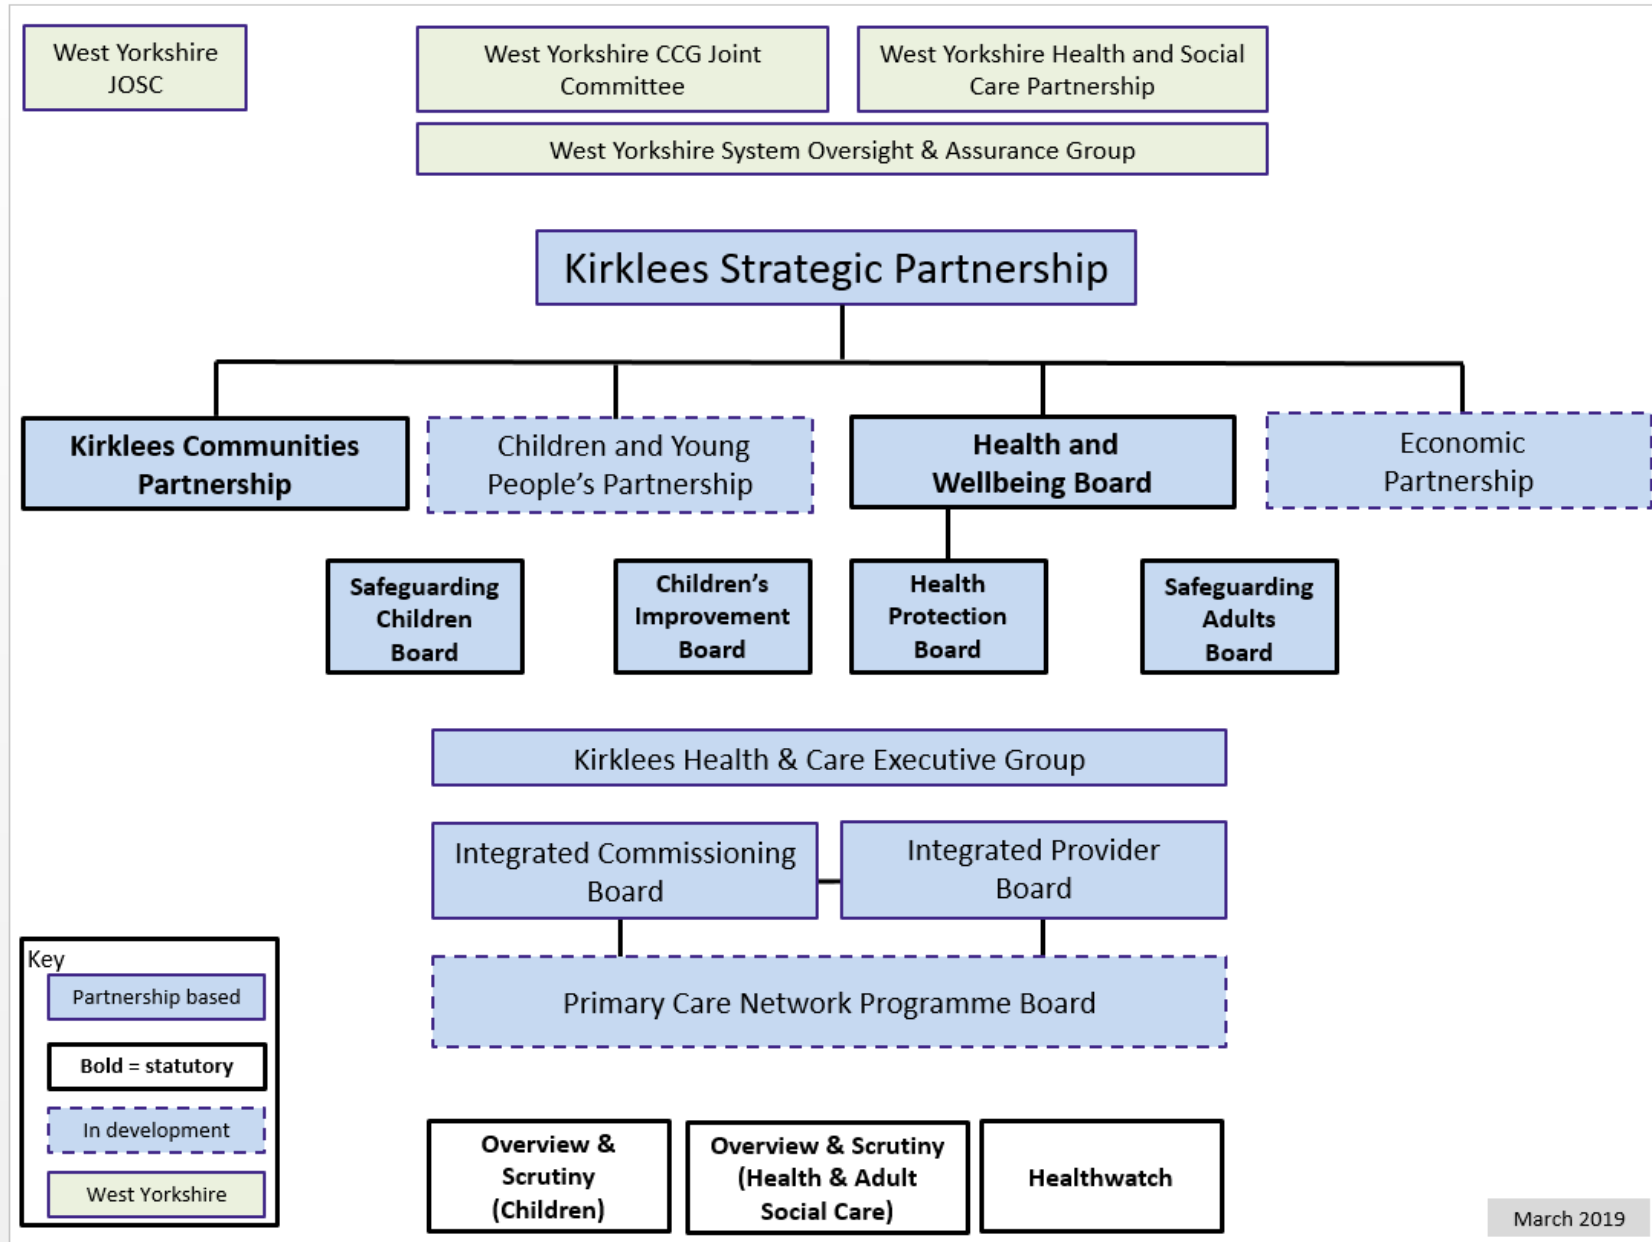 West Yorkshire
JOSC
West Yorkshire CCG Joint
Committee
West Yorkshire Health and Social
Care Partnership
West Yorkshire System Oversight & Assurance Group
Kirklees Strategic Partnership
Kirklees Communities
Partnership
Children and Young
People’s Partnership
Health and
Wellbeing Board
Economic
Partnership
Safeguarding
Children
Board
Children’s
Improvement
Board
Health
Protection
Board
Safeguarding
Adults
Board
Kirklees Health & Care Executive Group
Integrated Commissioning
Board
Integrated Provider
Board
Primary Care Network Programme Board
Key
Partnership based
Bold = statutory
In development
West Yorkshire
Overview &
Scrutiny
(Children)
Overview & Scrutiny
(Health & Adult
Social Care)
Healthwatch
March 2019